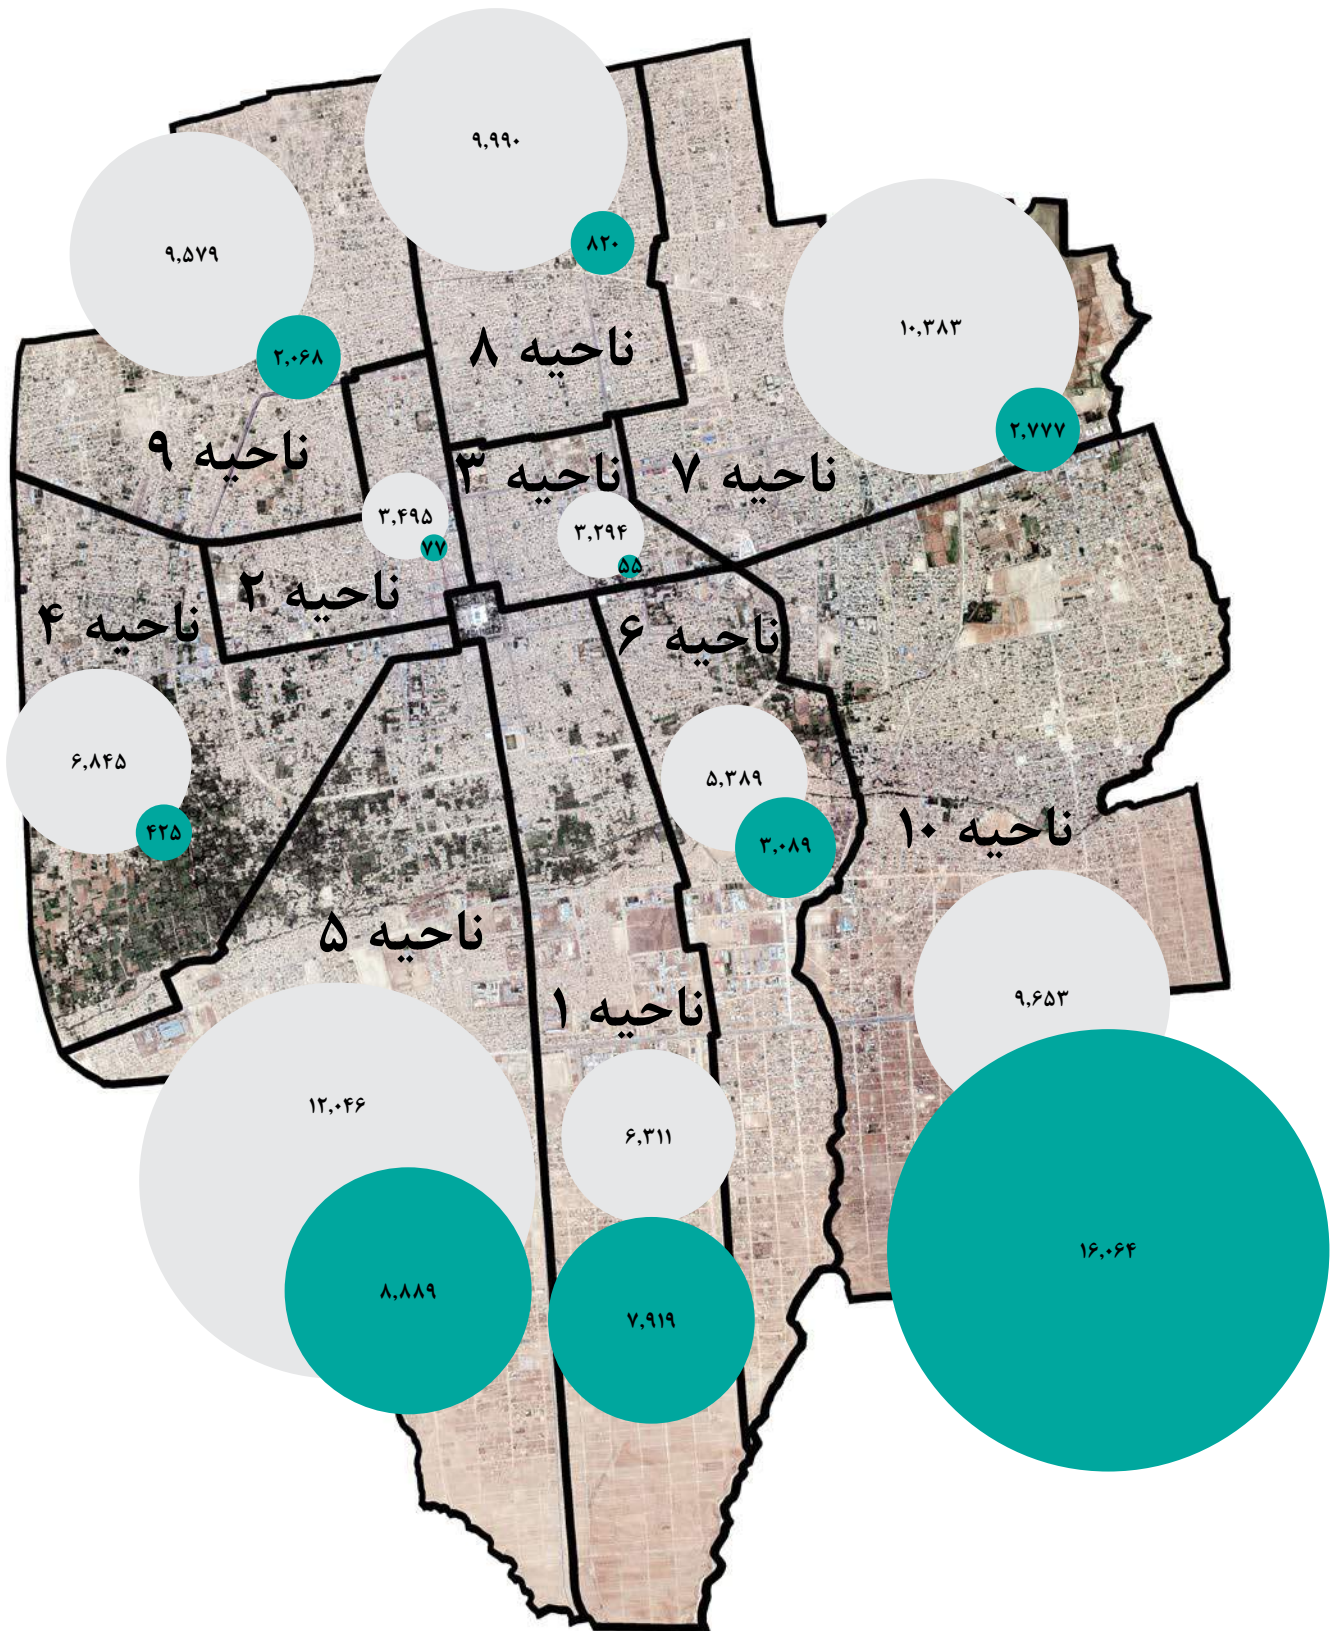 ۹,۹۹۰
۸۲۰
ناحیه ۸
۹,۵۷۹
۲,۰۶۸
ناحیه ۹
۱۰,۳۸۳
۲,۷۷۷
ناحیه ۷
ناحیه ۳
۳,۲۹۴
۵۵
۳,۴۹۵
۷۷
ناحیه ۲
ناحیه ۴
۶,۸۴۵
۴۲۵
ناحیه ۶
۵,۳۸۹
۳,۰۸۹
ناحیه ۱۰
۹,۶۵۳
۱۶,۰۶۴
ناحیه ۵
۱۲,۰۴۶
۸,۸۸۹
ناحیه ۱
۶,۳۱۱
۷,۹۱۹